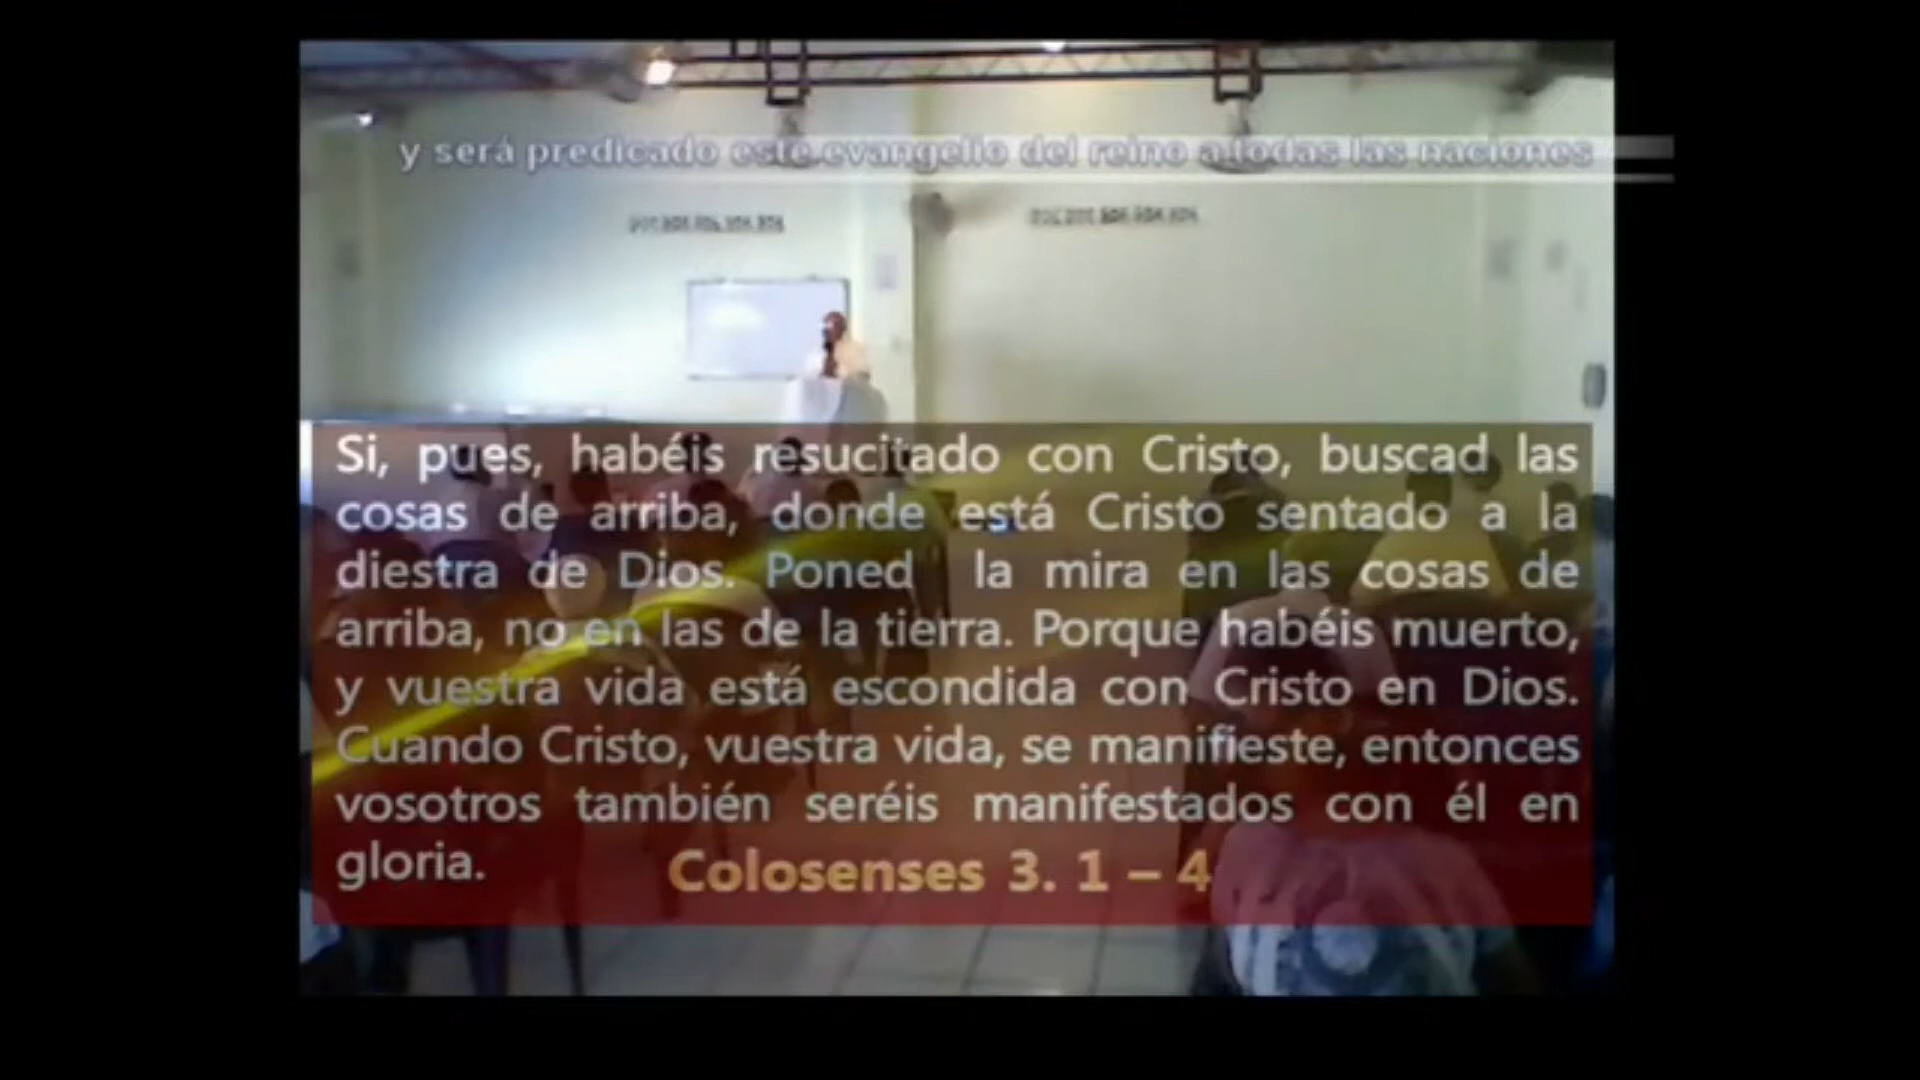 y será predicado este evangelio del reino a todas las naciones
Si, pues, habéis resucitado con Cristo, buscad las
cosas de arriba, donde está Cristo sentado a la
diestra de Dios. Poned la mira en las cosas de
arriba, no en las de la tierra. Porque habéis muerto,
y vuestra vida está escondida con Cristo en Dios.
Cuando Cristo, vuestra vida, se manifieste, entonces
vosotros también seréis manifestados con él en
gloria.
Colosenses 3. 1 – 4